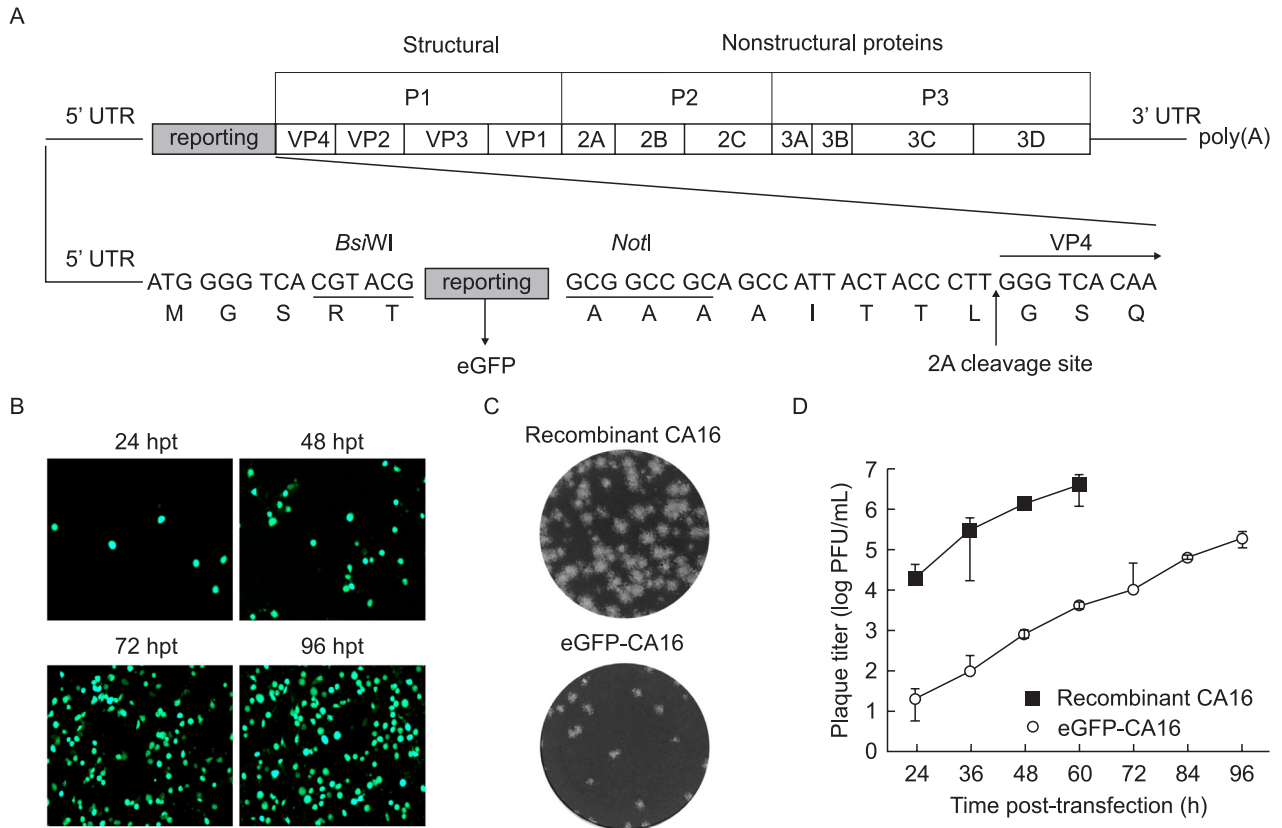 A
Structural
Nonstructural proteins
P1
P2
P3
5’ UTR
3’ UTR
reporting
VP4
VP2
VP3
VP1
2A
2B
2C
3A
3B
3C
3D
poly(A)
5’ UTR
BsiWI
NotI
VP4
ATG GGG TCA CGT ACG
reporting
GCG GCC GCA GCC ATT ACT ACC CTT GGG TCA CAA
M G S R T
A A A A I T T L G S Q
eGFP
2A cleavage site
B
24 hpt
48 hpt
72 hpt
96 hpt
C
Recombinant CA16
eGFP-CA16
D
Plaque titer (log PFU/mL)
7
6
5
4
3
2
1
0
Recombinant CA16
eGFP-CA16
24 36 48 60 72 84 96
Time post-transfection (h)